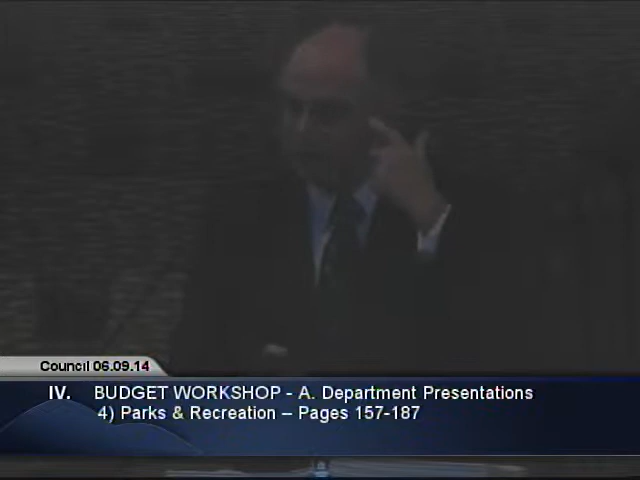 Council 06.09.14
IV. BUDGET WORKSHOP - A. Department Presentations
4) Parks & Recreation – Pages 157-187